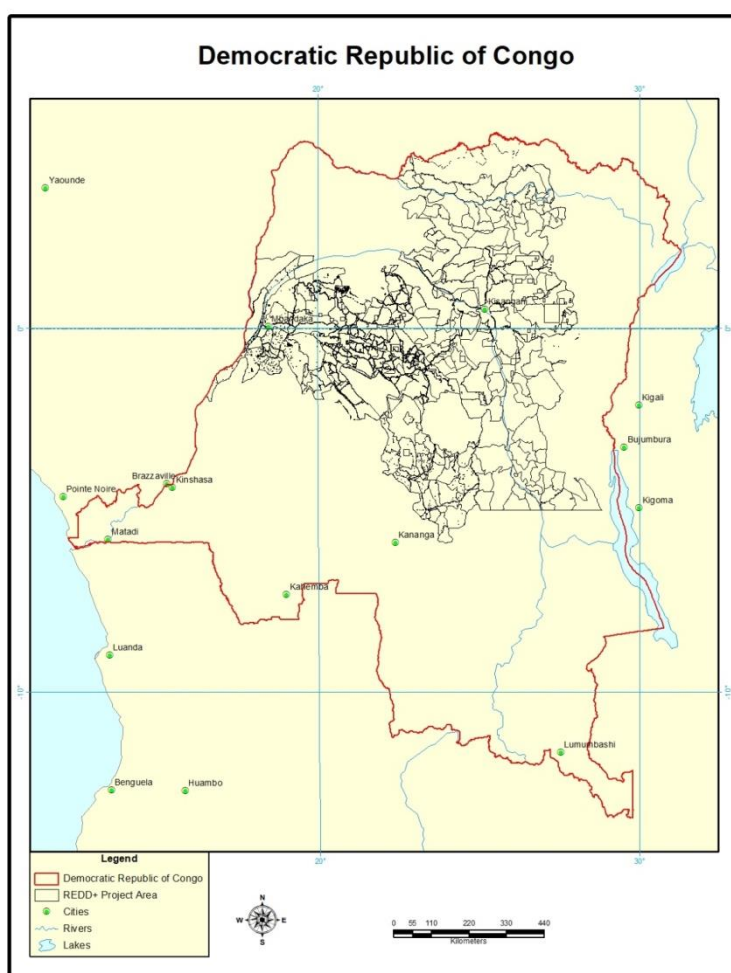 Democratic Republic of Congo
20°
30°
Yaounde
Kisangani
Mbandaka
0°
0°
Kigali
Bujumbura
Brazzaville
Kinshasa
Pointe Noire
Kigoma
Matadi
Kananga
Kahemba
Luanda
-10°
-10°
Lumumbashi
Benguela
Huambo
20°
30°
Legend
Democratic Republic of Congo
REDD+ Project Area
Cities
Rivers
Lakes
N
W
E
S
0 55 110 220 330 440
Kilometers